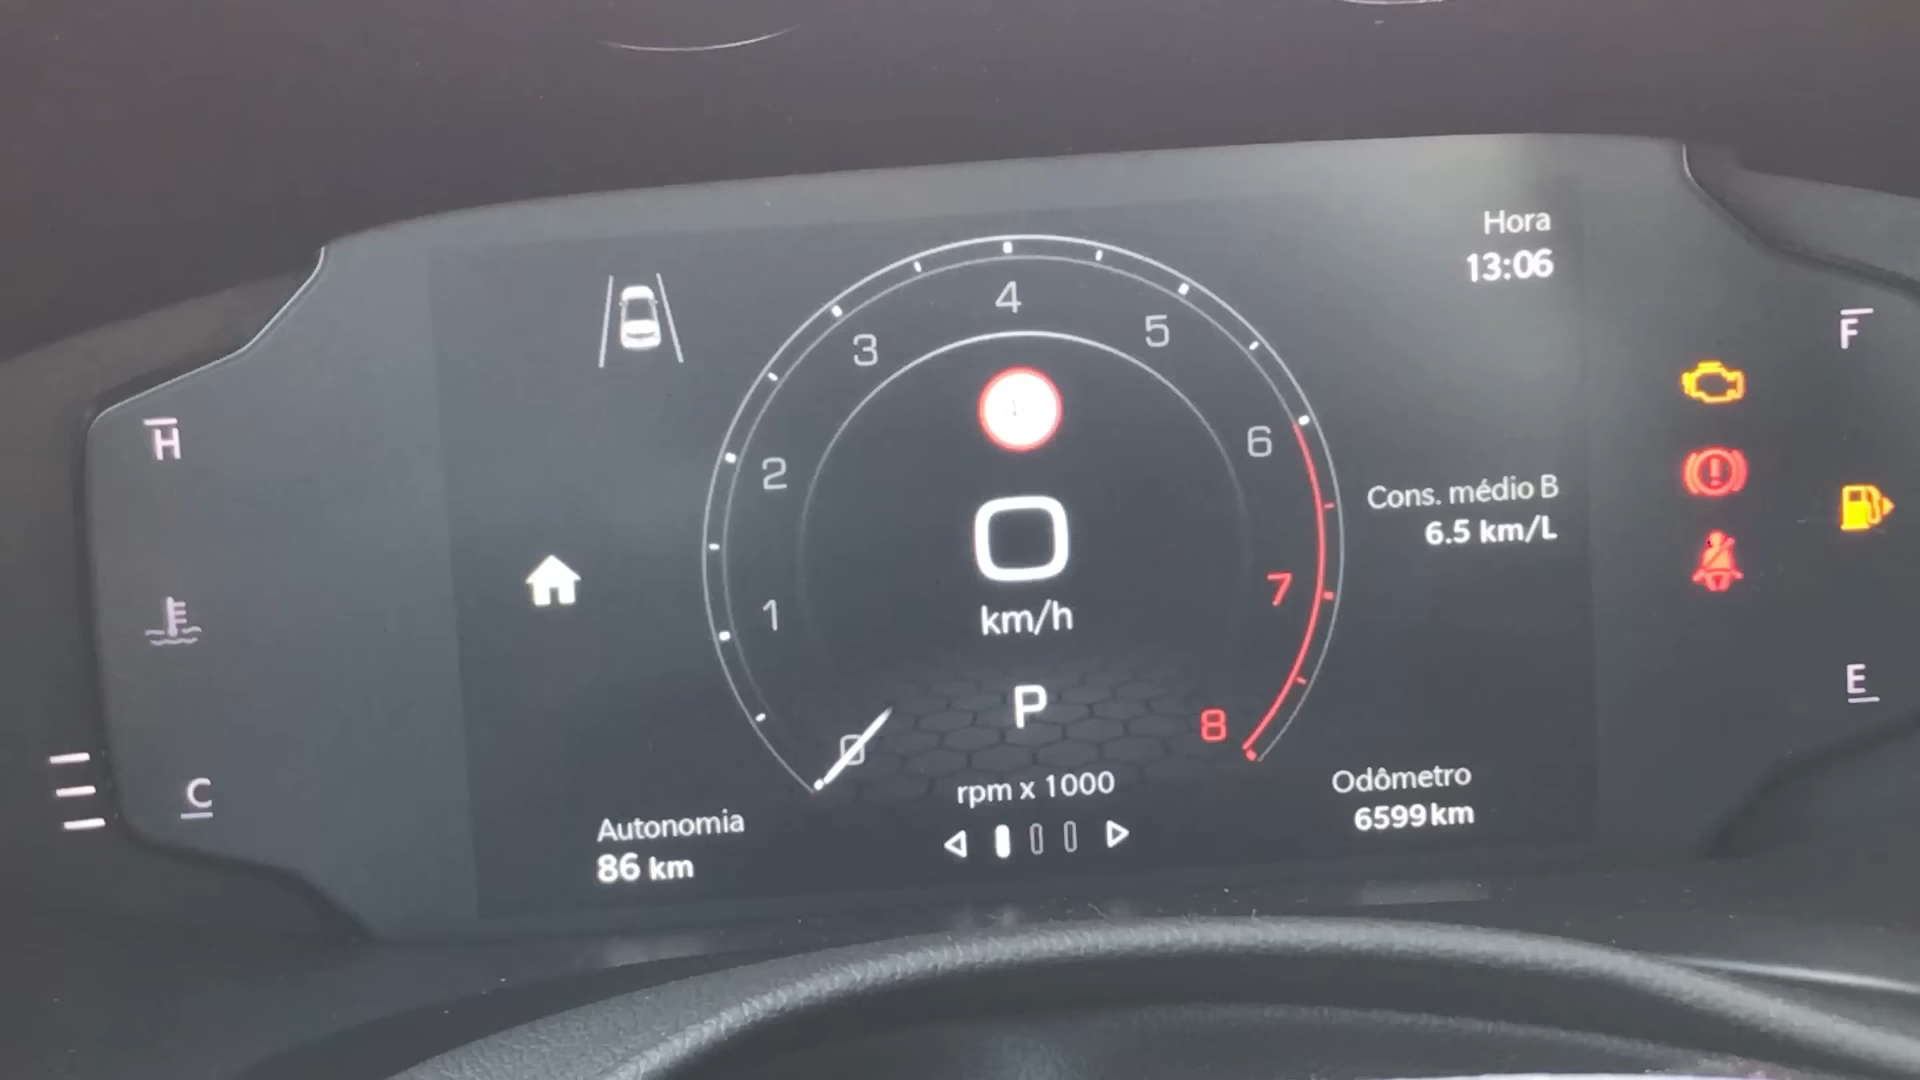 Hora
13:06
4
3
5
2
6
1
7
0
8
0
km/h
P
rpm x 1000
Cons. médio B
6.5 km/L
Autonomia
86 km
Odômetro
6599 km
H
C
F
E